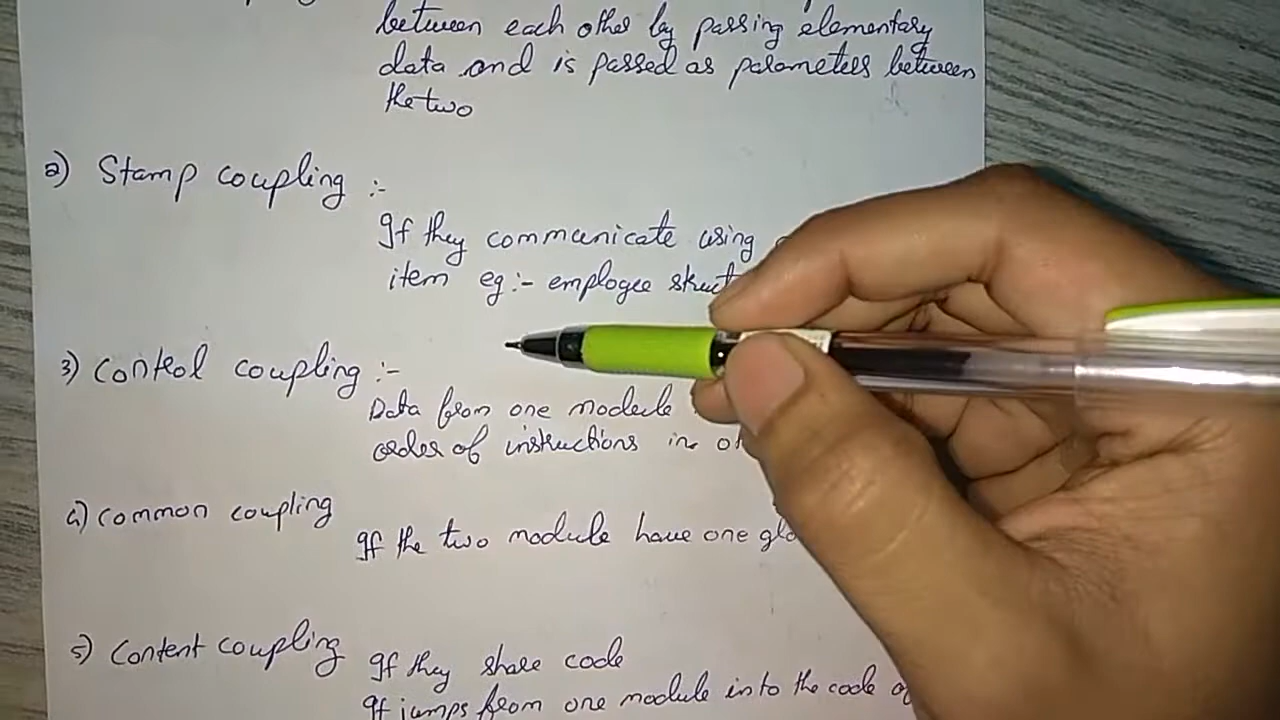 between each other by passing elementary
data and is passed as parameters between
the two
2) Stamp coupling :-
If they communicate using
item eg:- employee struct
3) Control coupling :-
Data from one module
order of instructions in
4) common coupling
If the two module have one glo
5) Content coupling
If they share code
If jumps from one module into the code of